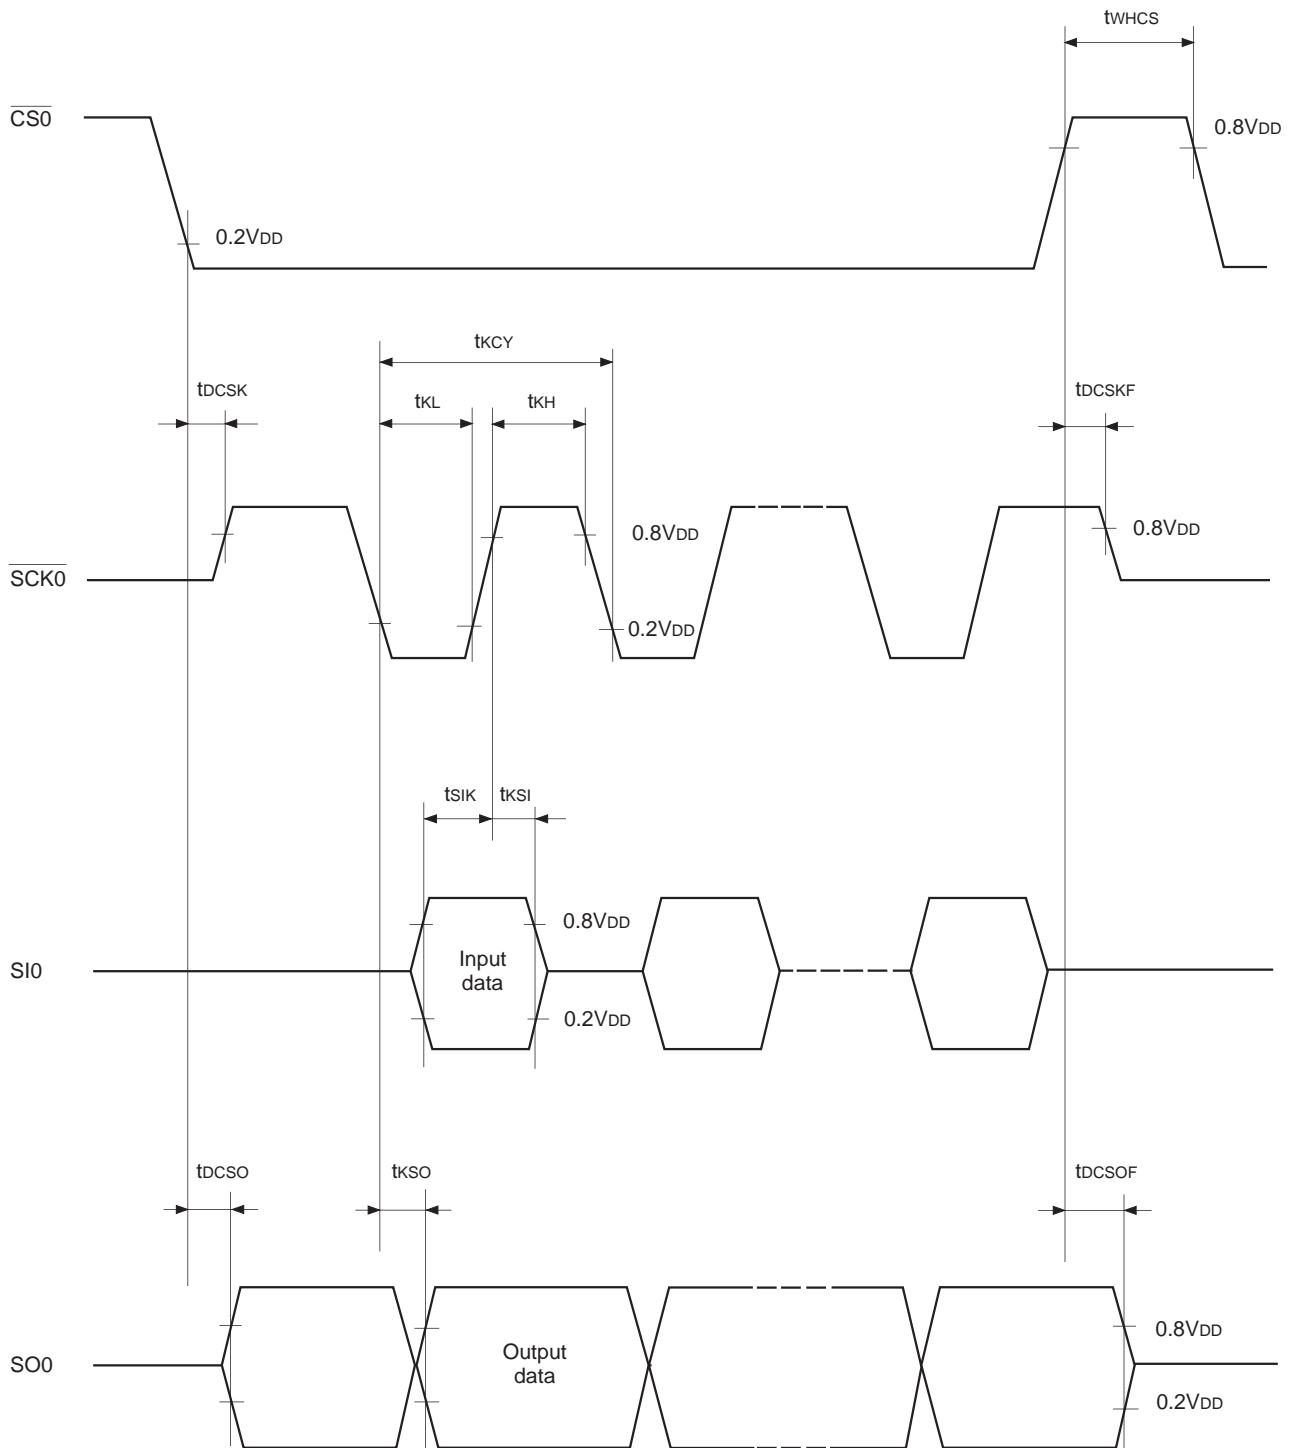 tWHCS
CS0
0.8VDD
0.2VDD
tKCY
tDCSK
tKL
tKH
tDCSKF
0.8VDD
0.8VDD
SCK0
0.2VDD
tSIK
tKSI
0.8VDD
Input
data
SI0
0.2VDD
tDCSO
tKSO
tDCSOF
0.8VDD
Output
data
SO0
0.2VDD